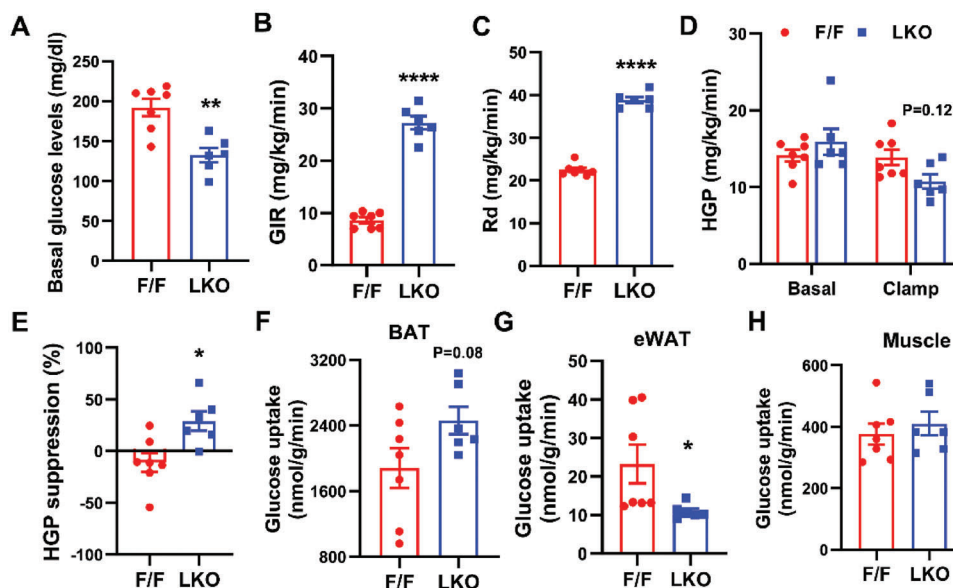 A
Basal glucose levels (mg/dl)
250
200
150
100
50
0
**
F/F LKO
B
GIR (mg/kg/min)
40
30
20
10
0
****
F/F LKO
C
Rd (mg/kg/min)
60
40
20
0
****
F/F LKO
D
F/F LKO
HGP (mg/kg/min)
30
20
10
0
P=0.12
Basal Clamp
E
HGP suppression (%)
100
50
0
-50
-100
*
F/F LKO
F
BAT
Glucose uptake
(nmol/g/min)
3200
2400
1600
800
P=0.08
F/F LKO
G
eWAT
Glucose uptake
(nmol/g/min)
50
40
30
20
10
0
*
F/F LKO
H
Muscle
Glucose uptake
(nmol/g/min)
600
400
200
0
F/F LKO